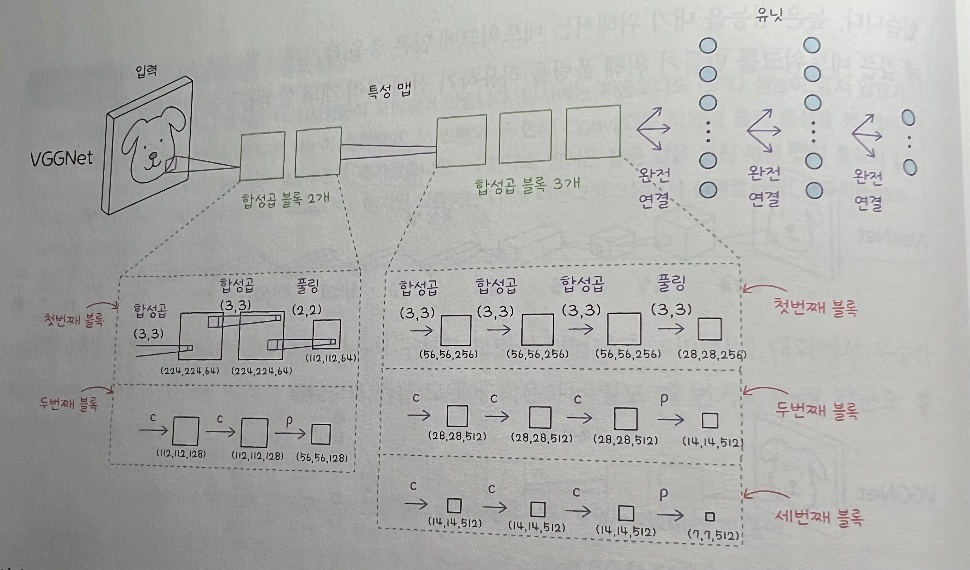 유닛
입력
특성 맵
VGGNet
합성곱 블록 2개
합성곱 블록 3개
완전
연결
완전
연결
완전
연결
첫번째 블록
합성곱
(3,3)
합성곱
(3,3)
풀링
(2,2)
(224,224,64)
(224,224,64)
(112,112,64)
두번째 블록
c
c
p
(112,112,128)
(112,112,128)
(56,56,128)
합성곱
합성곱
합성곱
풀링
(3,3)
(3,3)
(3,3)
(3,3)
(56,56,256)
(56,56,256)
(56,56,256)
(28,28,256)
첫번째 블록
c
c
c
p
(28,28,512)
(28,28,512)
(28,28,512)
(14,14,512)
두번째 블록
c
c
c
p
(14,14,512)
(14,14,512)
(14,14,512)
(7,7,512)
세번째 블록